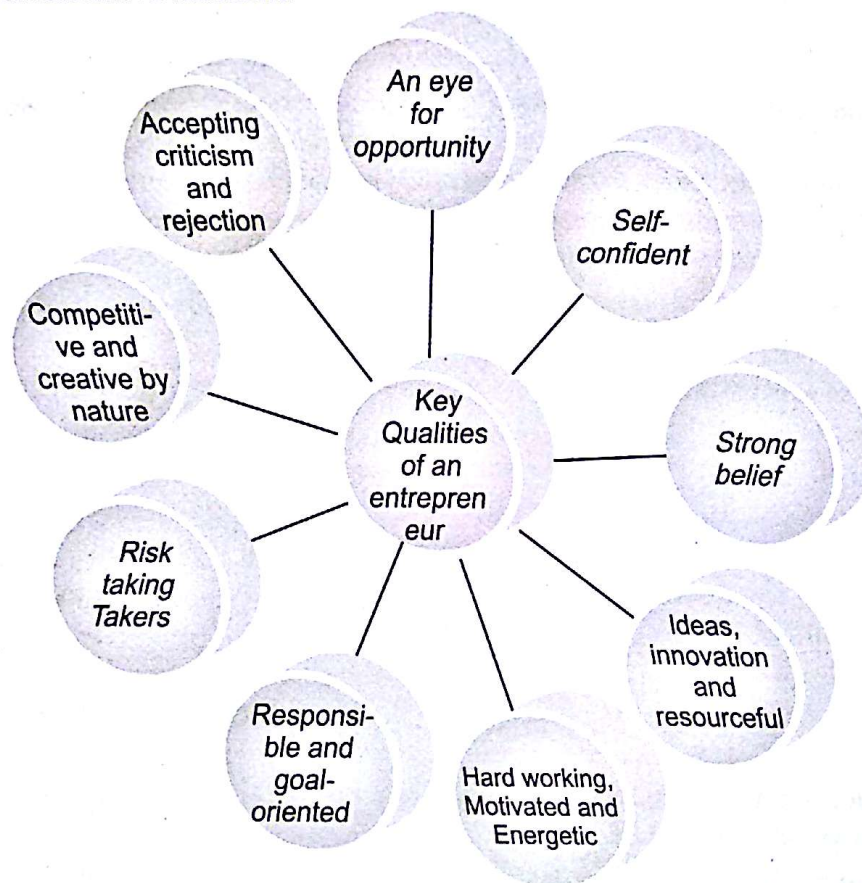 An eye
for
opportunity
Self-
confident
Strong
belief
Ideas,
innovation
and
resourceful
Hard working,
Motivated and
Energetic
Responsi-
ble and
goal-
oriented
Risk
taking
Takers
Competiti-
ve and
creative by
nature
Accepting
criticism
and
rejection
Key
Qualities
of an
entrepren
eur